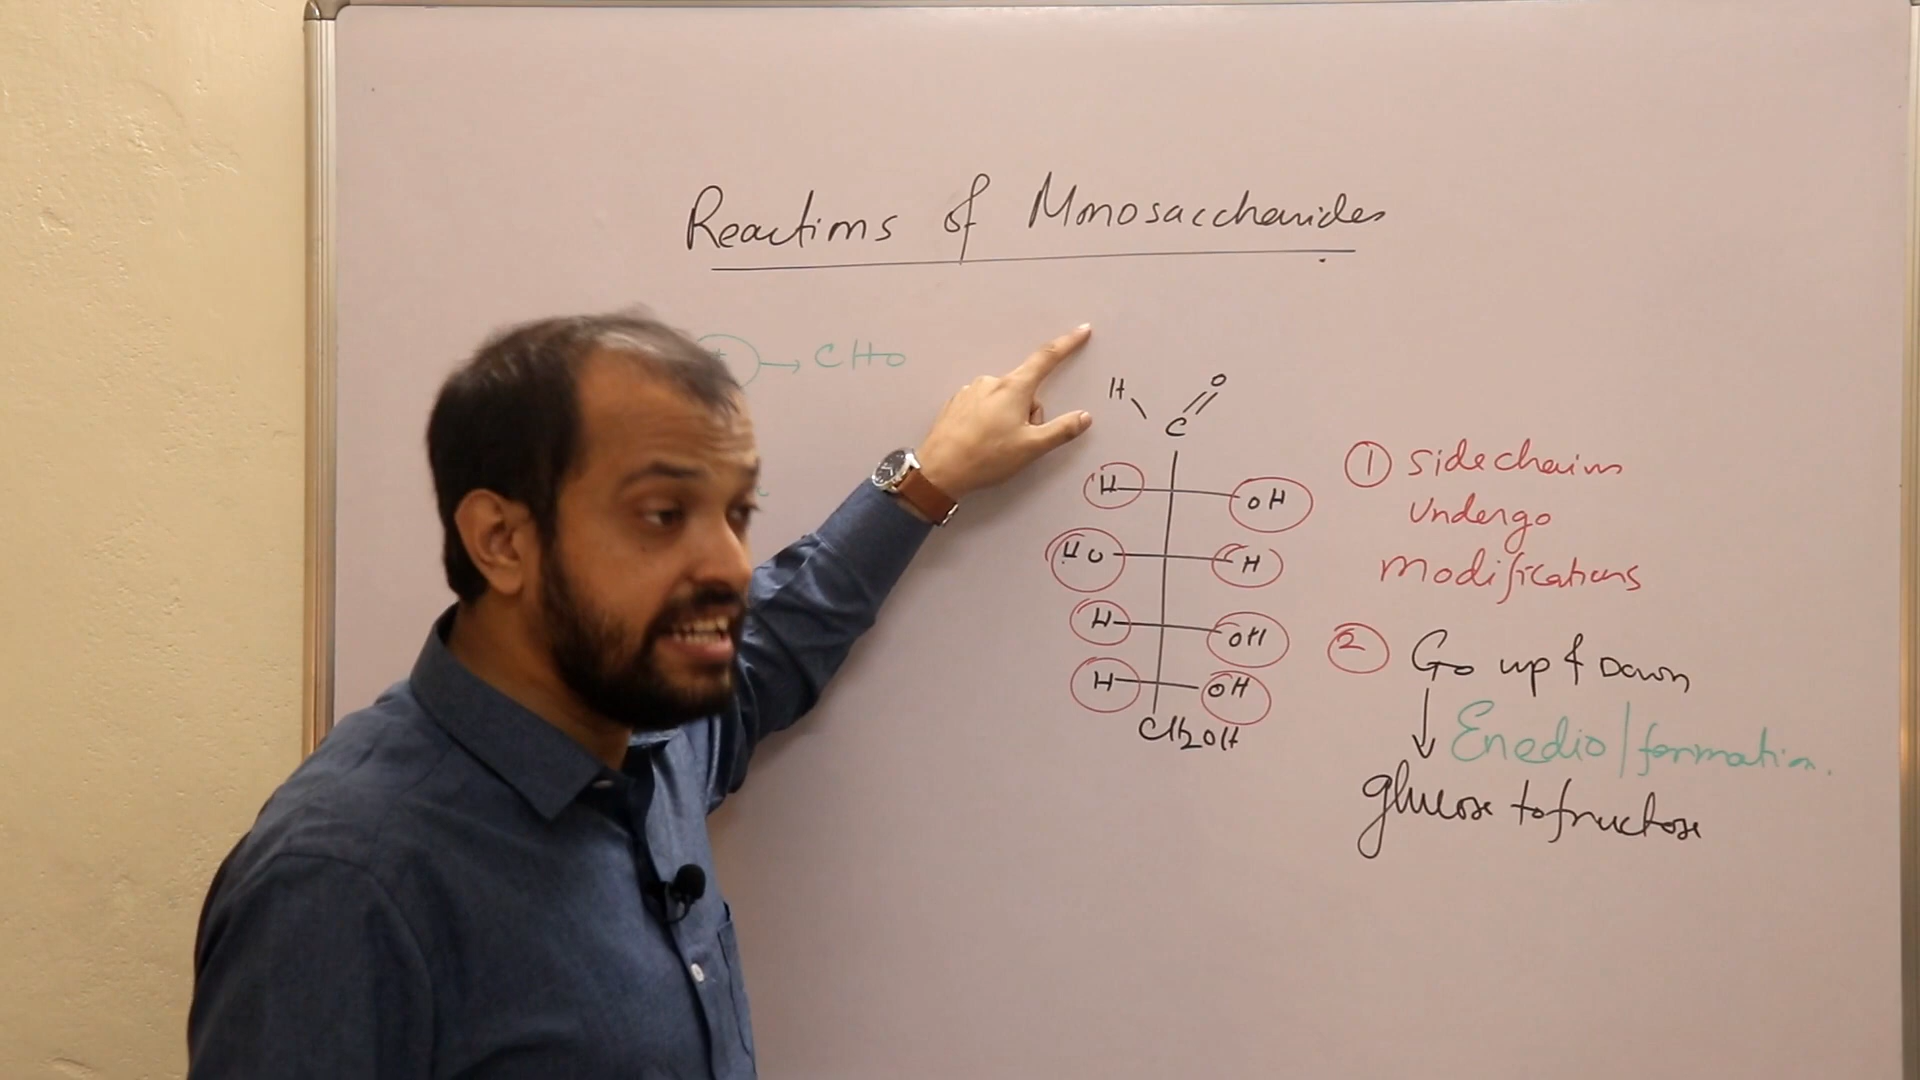 Reactions of Monosaccharides
→ CHO
H O
C
H OH
HO H
H OH
H OH
CH2OH
① sidechains
undergo
modifications
② Go up & Down
↓ Enediol formation.
glucose to fructose